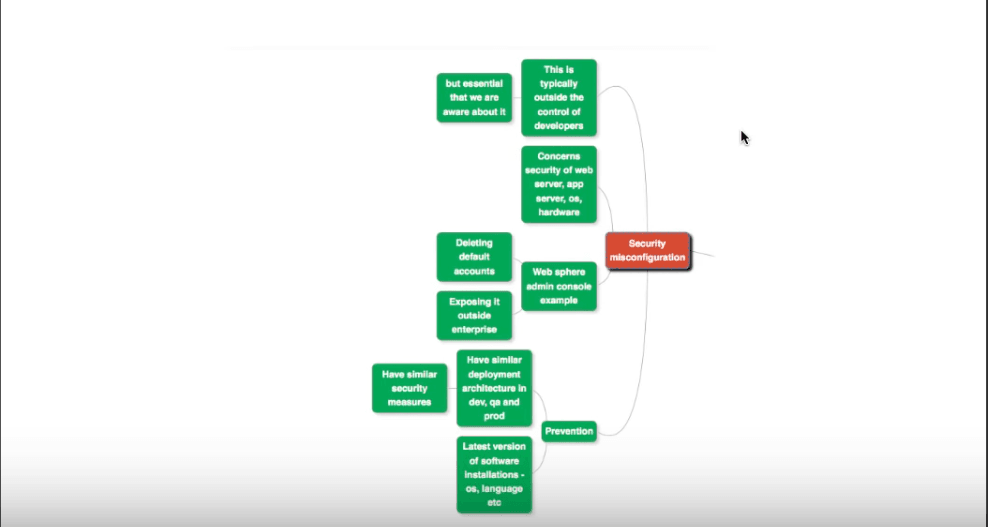 This is
typically
outside the
control of
developers
but essential
that we are
aware about it
Concerns
security of web
server, app
server, os,
hardware
Security
misconfiguration
Deleting
default
accounts
Web sphere
admin console
example
Exposing it
outside
enterprise
Have similar
deployment
architecture in
dev, qa and
prod
Have similar
security
measures
Prevention
Latest version
of software
installations -
os, language
etc